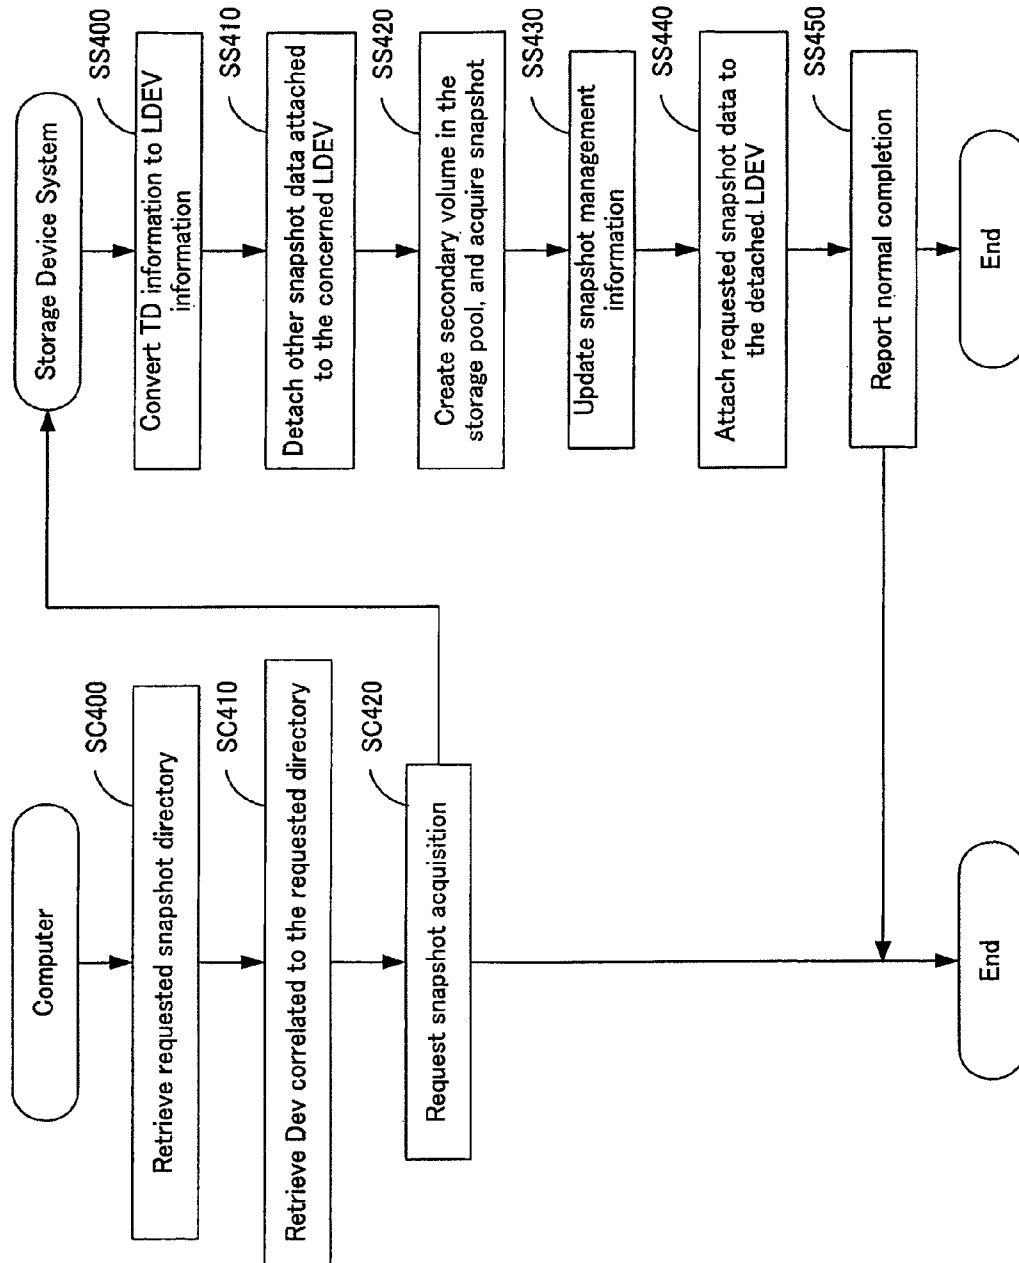 Computer
SC400
Retrieve requested snapshot directory
SC410
Retrieve Dev correlated to the requested directory
SC420
Request snapshot acquisition
End
Storage Device System
SS400
Convert TD information to LDEV
information
SS410
Detach other snapshot data attached
to the concerned LDEV
SS420
Create secondary volume in the
storage pool, and acquire snapshot
SS430
Update snapshot management
information
SS440
Attach requested snapshot data to
the detached LDEV
SS450
Report normal completion
End